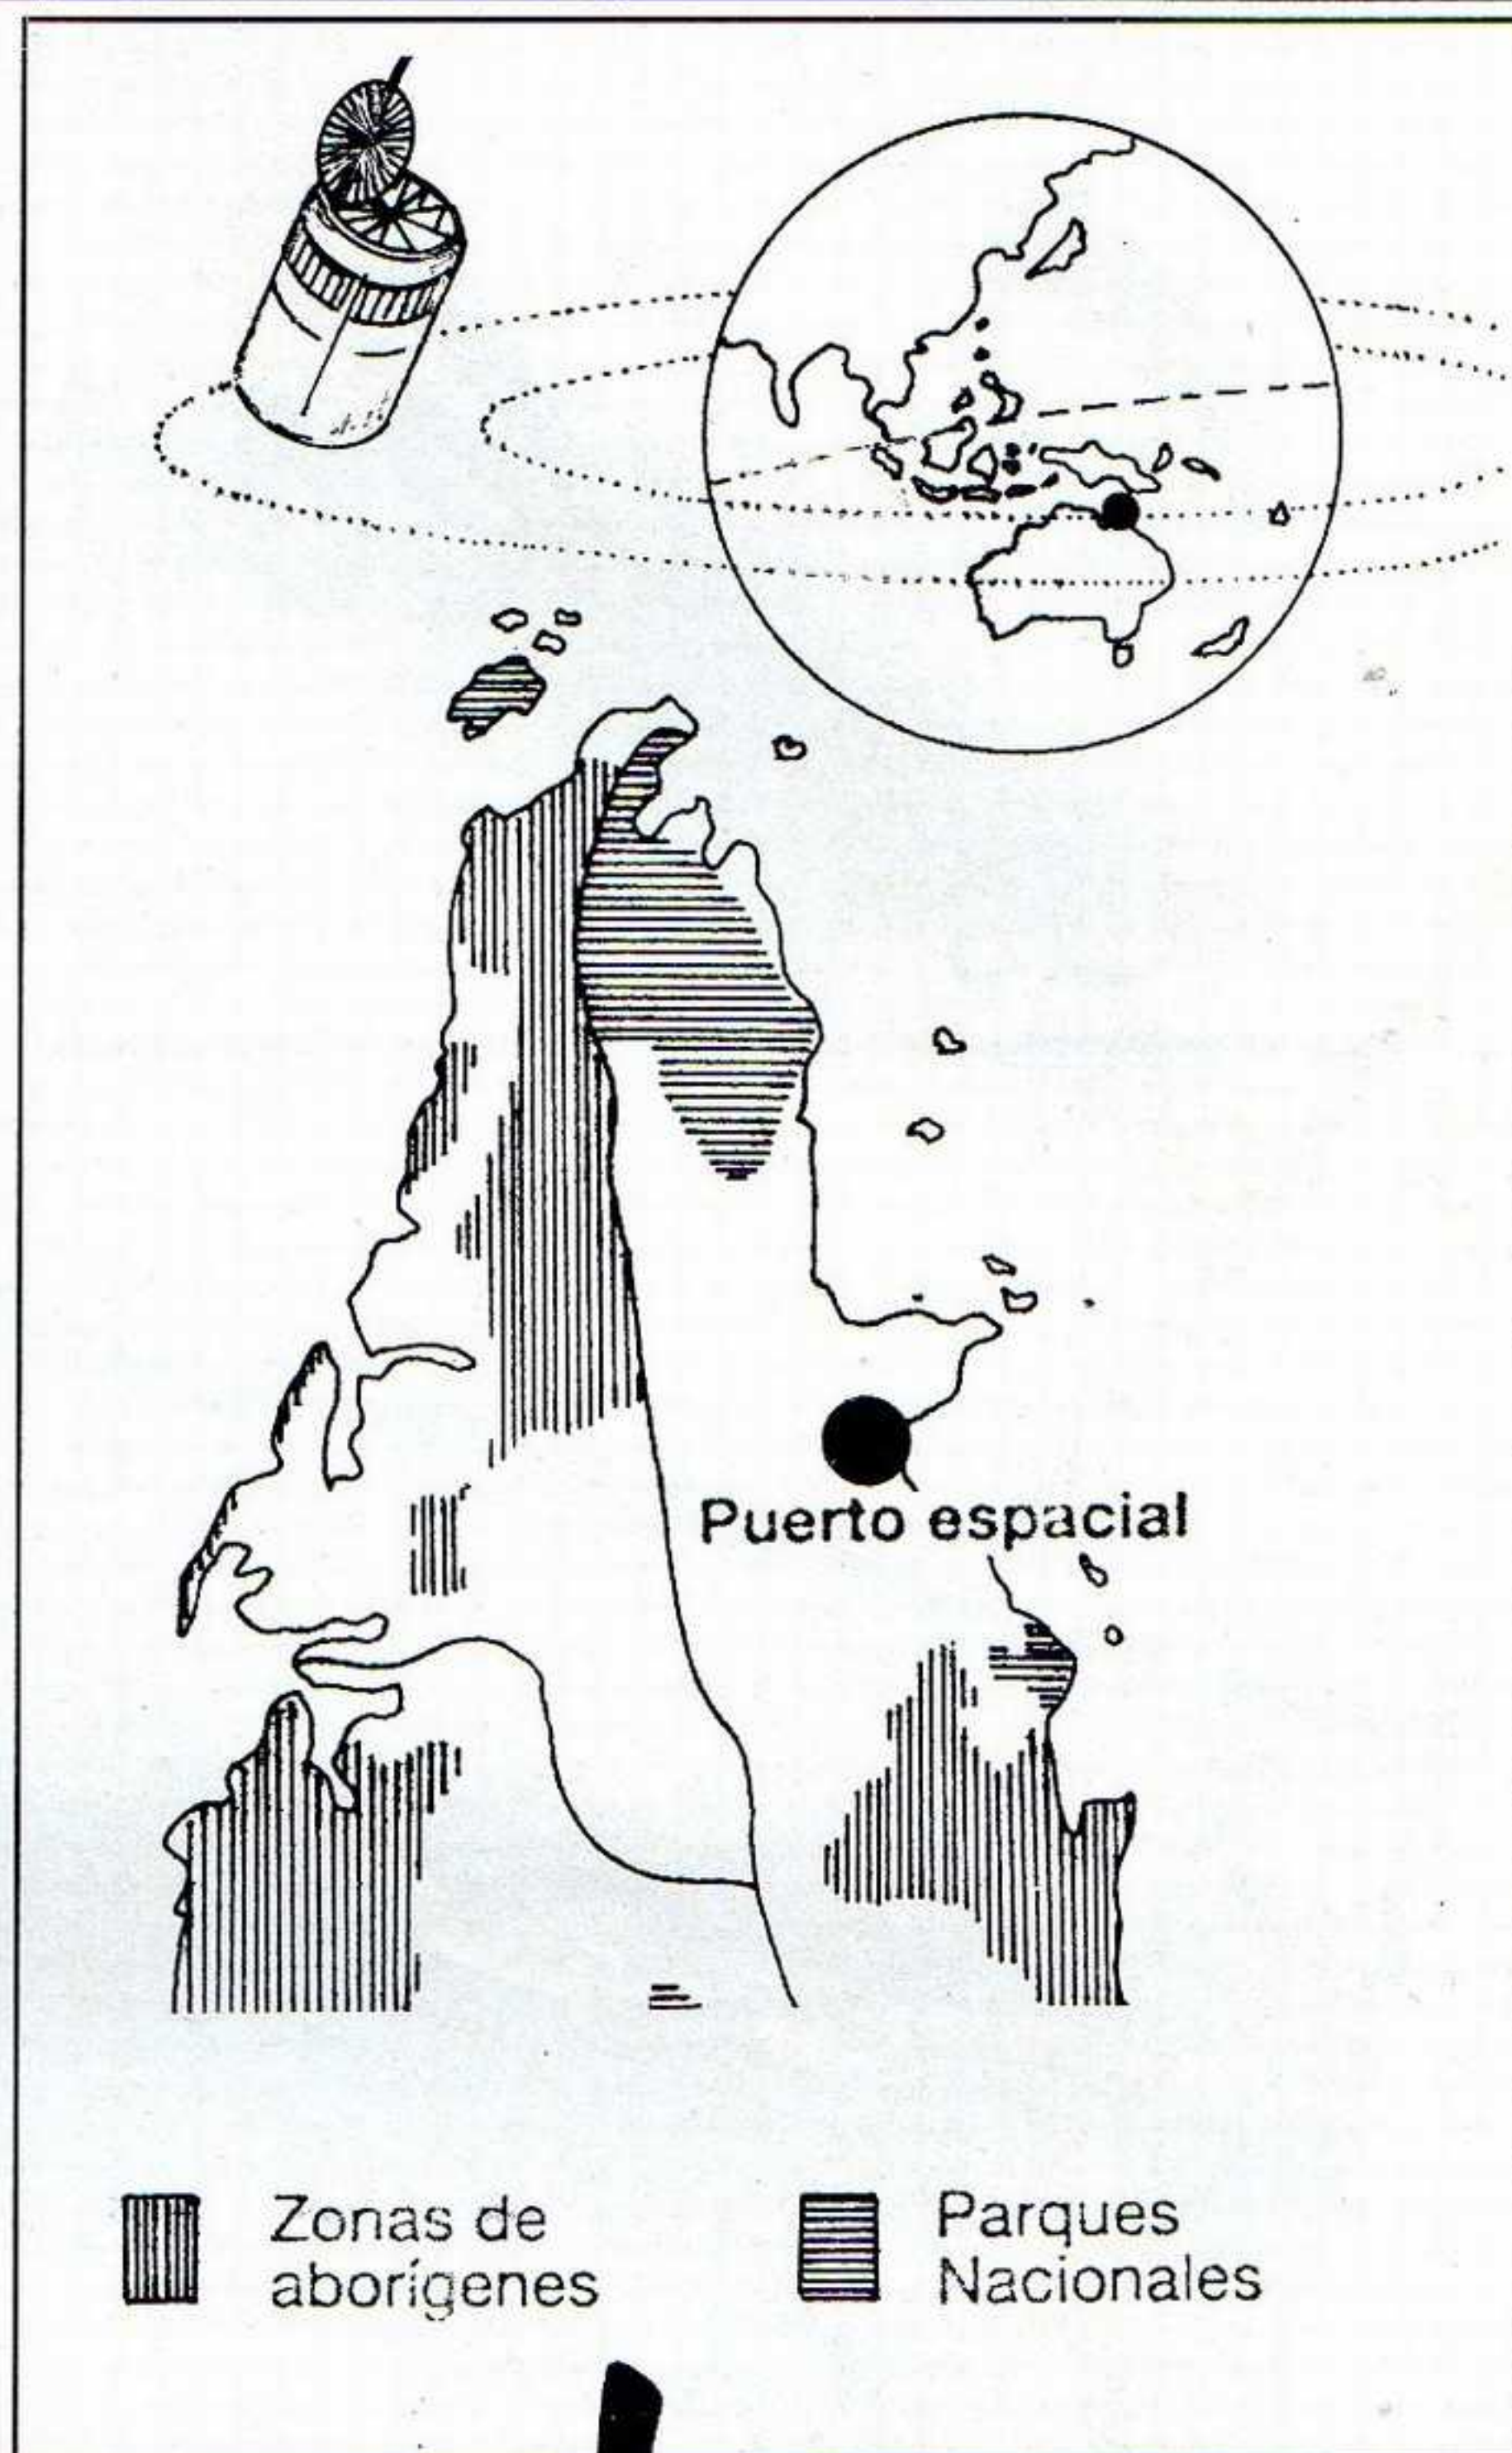 Puerto espacial
Zonas de
aborígenes
Parques
Nacionales